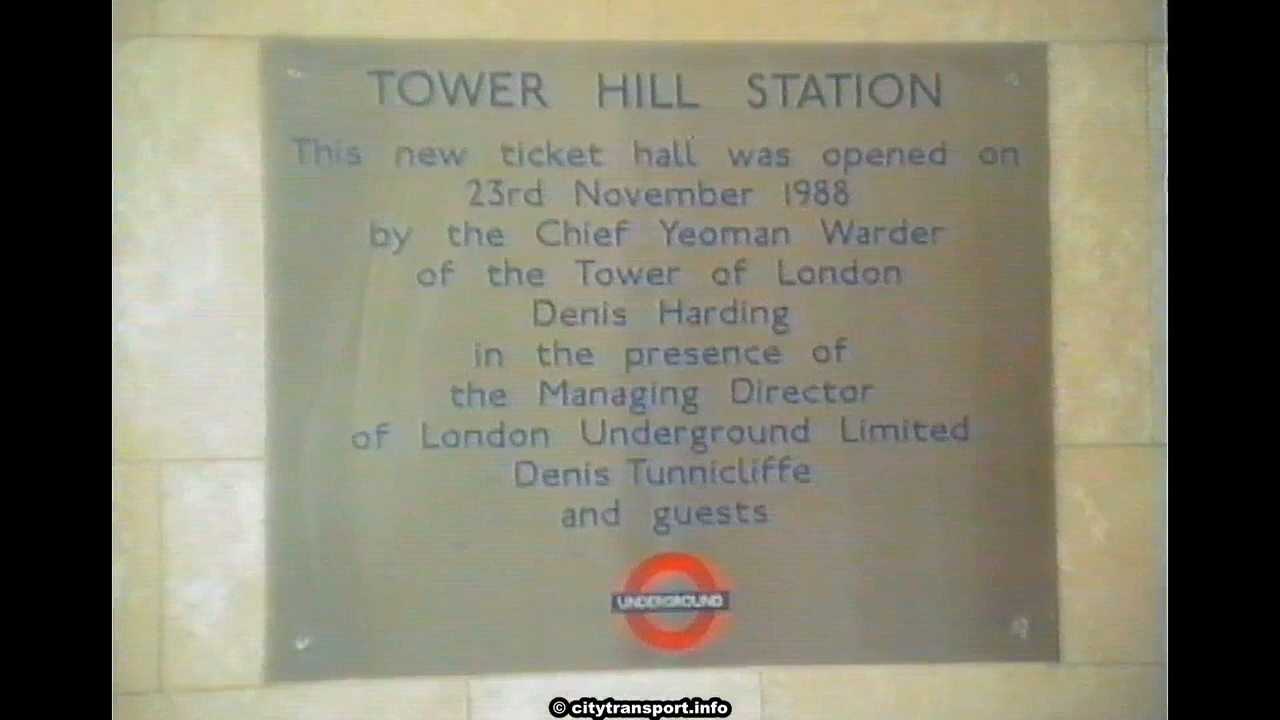 TOWER HILL STATION
This new ticket hall was opened on
23rd November 1988
by the Chief Yeoman Warder
of the Tower of London
Denis Harding
in the presence of
the Managing Director
of London Underground Limited
Denis Tunnicliffe
and guests
UNDERGROUND
© citytransport.info